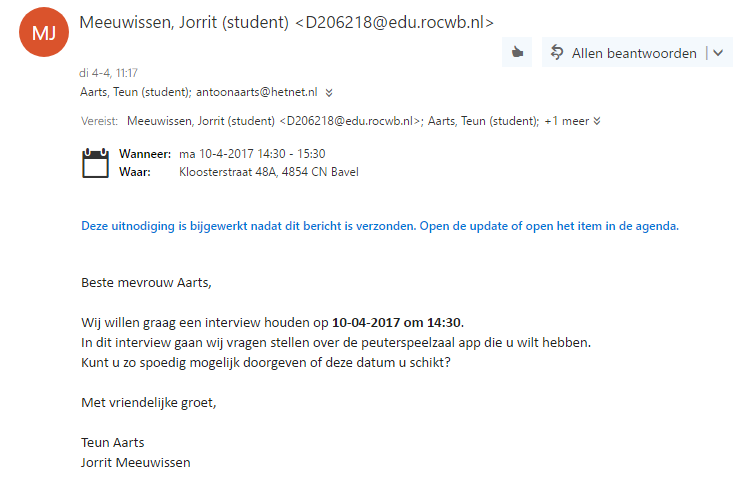 MJ
Meeuwissen, Jorrit (student) <D206218@edu.rocwb.nl>
Allen beantwoorden
di 4-4, 11:17
Aarts, Teun (student); antoonaarts@hetnet.nl
Vereist: Meeuwissen, Jorrit (student) <D206218@edu.rocwb.nl>; Aarts, Teun (student); +1 meer
Wanneer: ma 10-4-2017 14:30 - 15:30
Waar: Kloosterstraat 48A, 4854 CN Bavel
Deze uitnodiging is bijgewerkt nadat dit bericht is verzonden. Open de update of open het item in de agenda.
Beste mevrouw Aarts,
Wij willen graag een interview houden op 10-04-2017 om 14:30.
In dit interview gaan wij vragen stellen over de peuterspeelzaal app die u wilt hebben.
Kunt u zo spoedig mogelijk doorgeven of deze datum u schikt?
Met vriendelijke groet,
Teun Aarts
Jorrit Meeuwissen